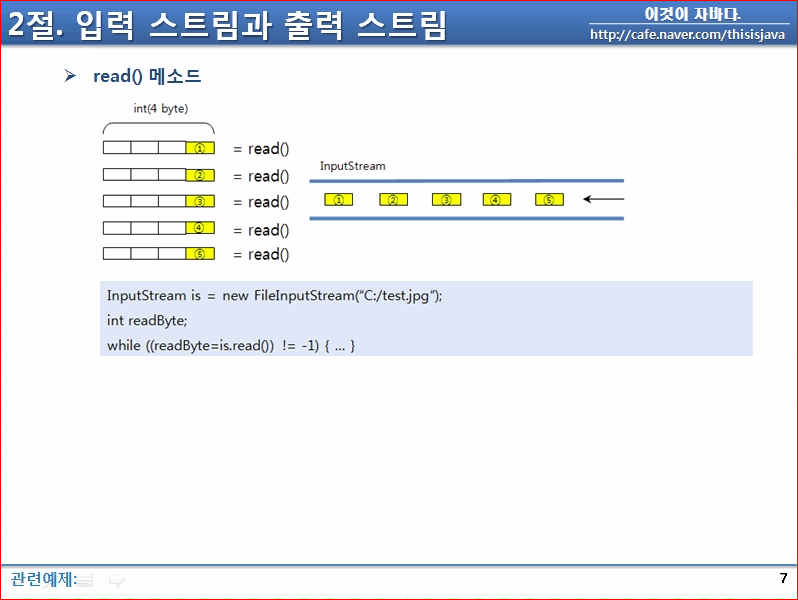 2절. 입력 스트림과 출력 스트림
이것이 자바다.
http://cafe.naver.com/thisisjava
➢ read() 메소드
int(4 byte)
① = read()
② = read()
③ = read()
④ = read()
⑤ = read()
InputStream
① ② ③ ④ ⑤
InputStream is = new FileInputStream("C:/test.jpg");
int readByte;
while ((readByte=is.read()) != -1) { ... }
관련예제:
7